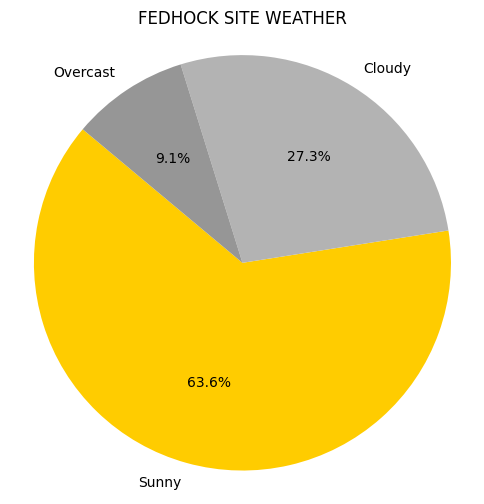 FEDHOCK SITE WEATHER
Overcast
Cloudy
9.1%
27.3%
63.6%
Sunny